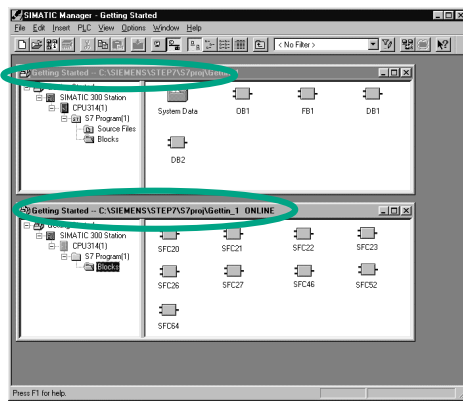 SIMATIC Manager - Getting Started
File Edit Insert PLC View Options Window Help
< No Filter >
Getting Started -- C:\SIEMENS\STEP7\S7proj\Gettin
SIMATIC 300 Station
CPU314(1)
S7 Program(1)
Source Files
Blocks
System Data DB1 FB1 DB1
DB2
Getting Started -- C:\SIEMENS\STEP7\S7proj\Gettin_1 ONLINE
SIMATIC 300 Station
CPU314(1)
S7 Program(1)
Blocks
SFC20 SFC21 SFC22 SFC23
SFC26 SFC27 SFC46 SFC52
SFC64
Press F1 for help.